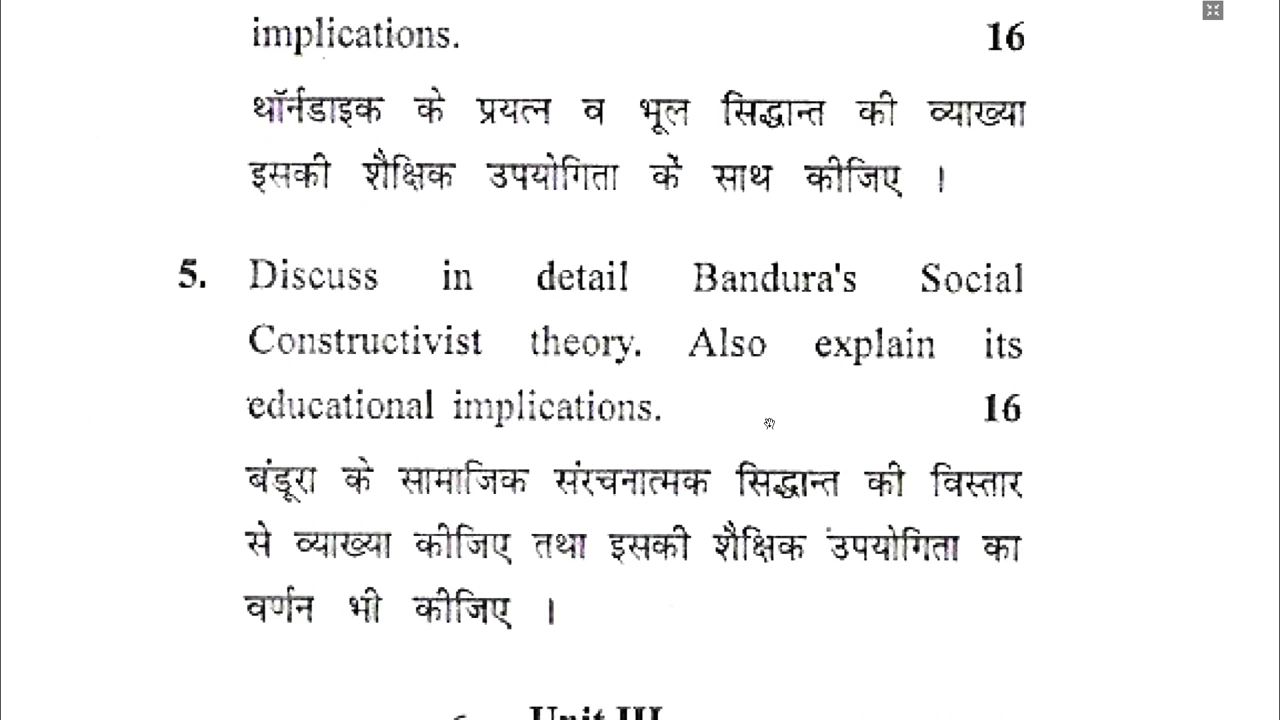 implications. 16
थॉर्नडाइक के प्रयत्न व भूल सिद्धान्त की व्याख्या
इसकी शैक्षिक उपयोगिता के साथ कीजिए ।
5. Discuss in detail Bandura's Social
Constructivist theory. Also explain its
educational implications. 16
बंडूरा के सामाजिक संरचनात्मक सिद्धान्त की विस्तार
से व्याख्या कीजिए तथा इसकी शैक्षिक उपयोगिता का
वर्णन भी कीजिए ।
Unit III